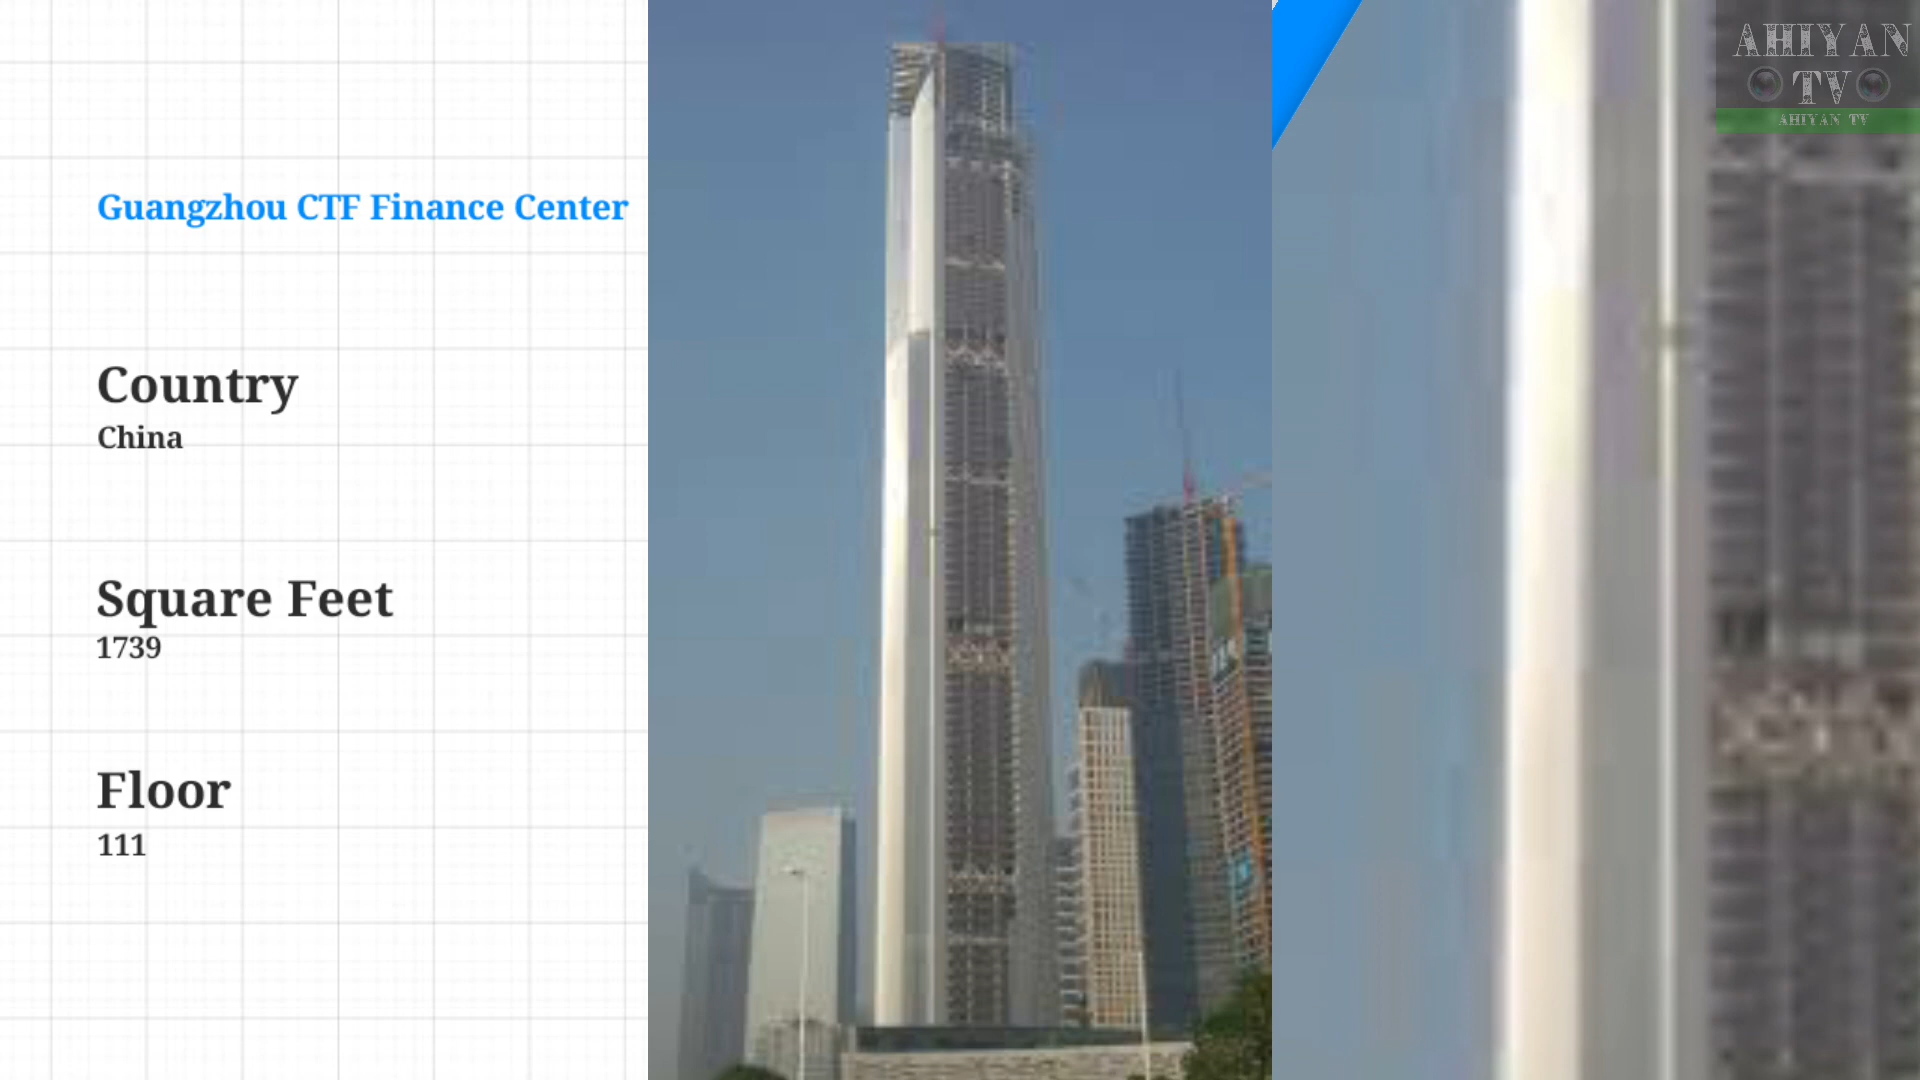 Guangzhou CTF Finance Center
Country
China
Square Feet
1739
Floor
111
AHIYAN
TV
AHIYAN TV